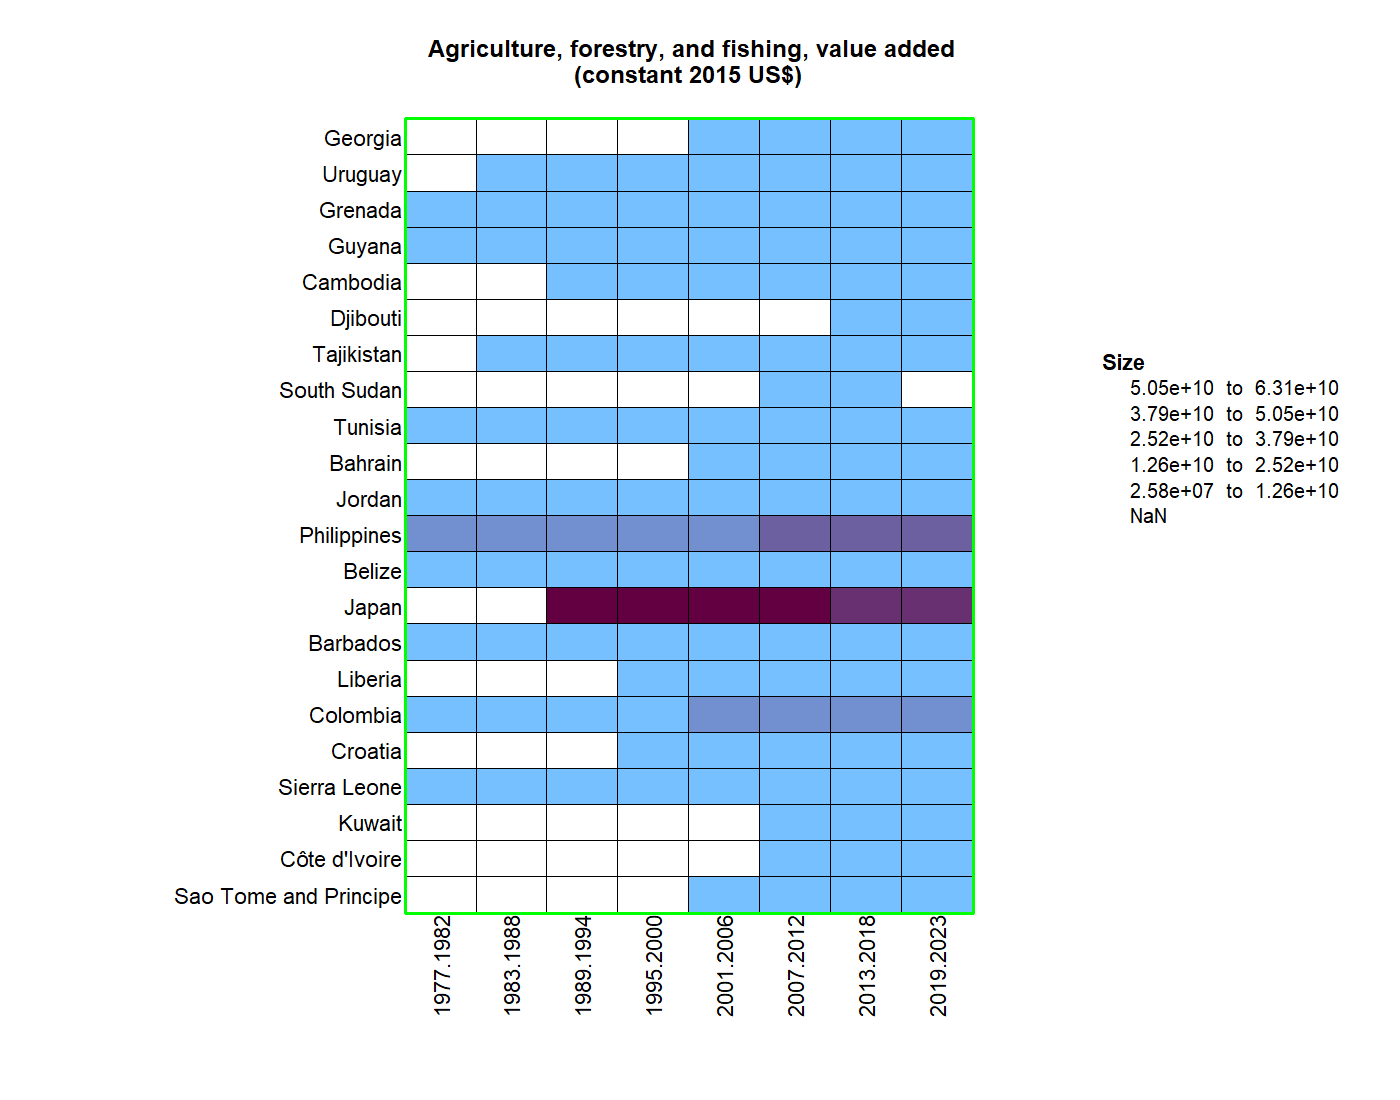 Agriculture, forestry, and fishing, value added
(constant 2015 US$)
Georgia
Uruguay
Grenada
Guyana
Cambodia
Djibouti
Tajikistan
South Sudan
Tunisia
Bahrain
Jordan
Philippines
Belize
Japan
Barbados
Liberia
Colombia
Croatia
Sierra Leone
Kuwait
Côte d'Ivoire
Sao Tome and Principe
1977.1982
1983.1988
1989.1994
1995.2000
2001.2006
2007.2012
2013.2018
2019.2023
Size
5.05e+10 to 6.31e+10
3.79e+10 to 5.05e+10
2.52e+10 to 3.79e+10
1.26e+10 to 2.52e+10
2.58e+07 to 1.26e+10
NaN